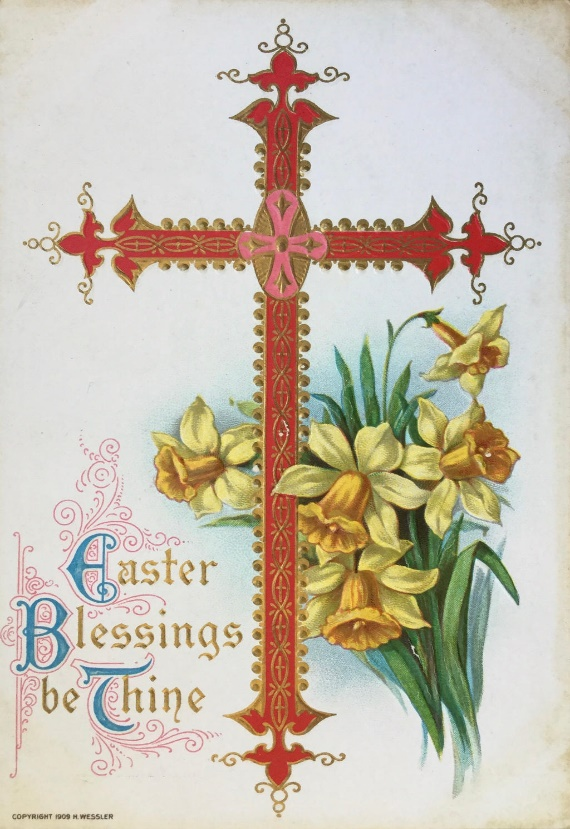 Easter
Blessings
be Thine
COPYRIGHT 1909 H. WESSLER